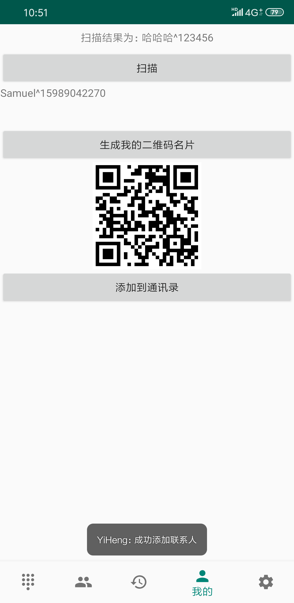 10:51
4G
79
扫描结果为: 哈哈哈^123456
扫描
Samuel^15989042270
生成我的二维码名片
添加到通讯录
YiHeng: 成功添加联系人
我的